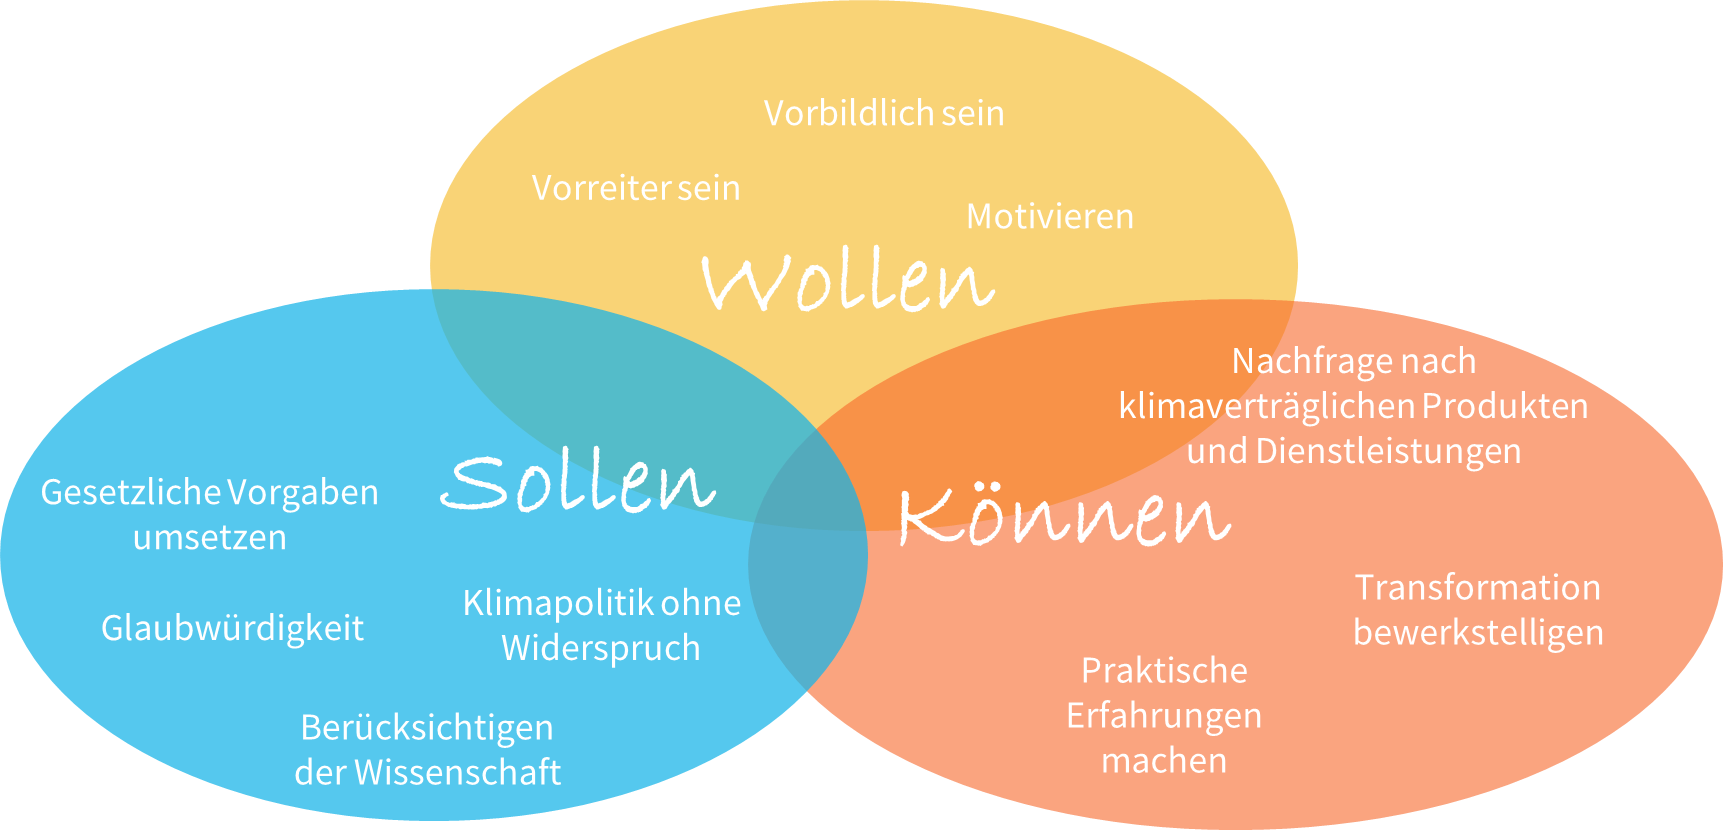 Vorbildlich sein
Vorreiter sein
Motivieren
Wollen
Nachfrage nach
klimaverträglichen Produkten
und Dienstleistungen
Sollen
Können
Gesetzliche Vorgaben
umsetzen
Klimapolitik ohne
Widerspruch
Glaubwürdigkeit
Transformation
bewerkstelligen
Praktische
Erfahrungen
machen
Berücksichtigen
der Wissenschaft